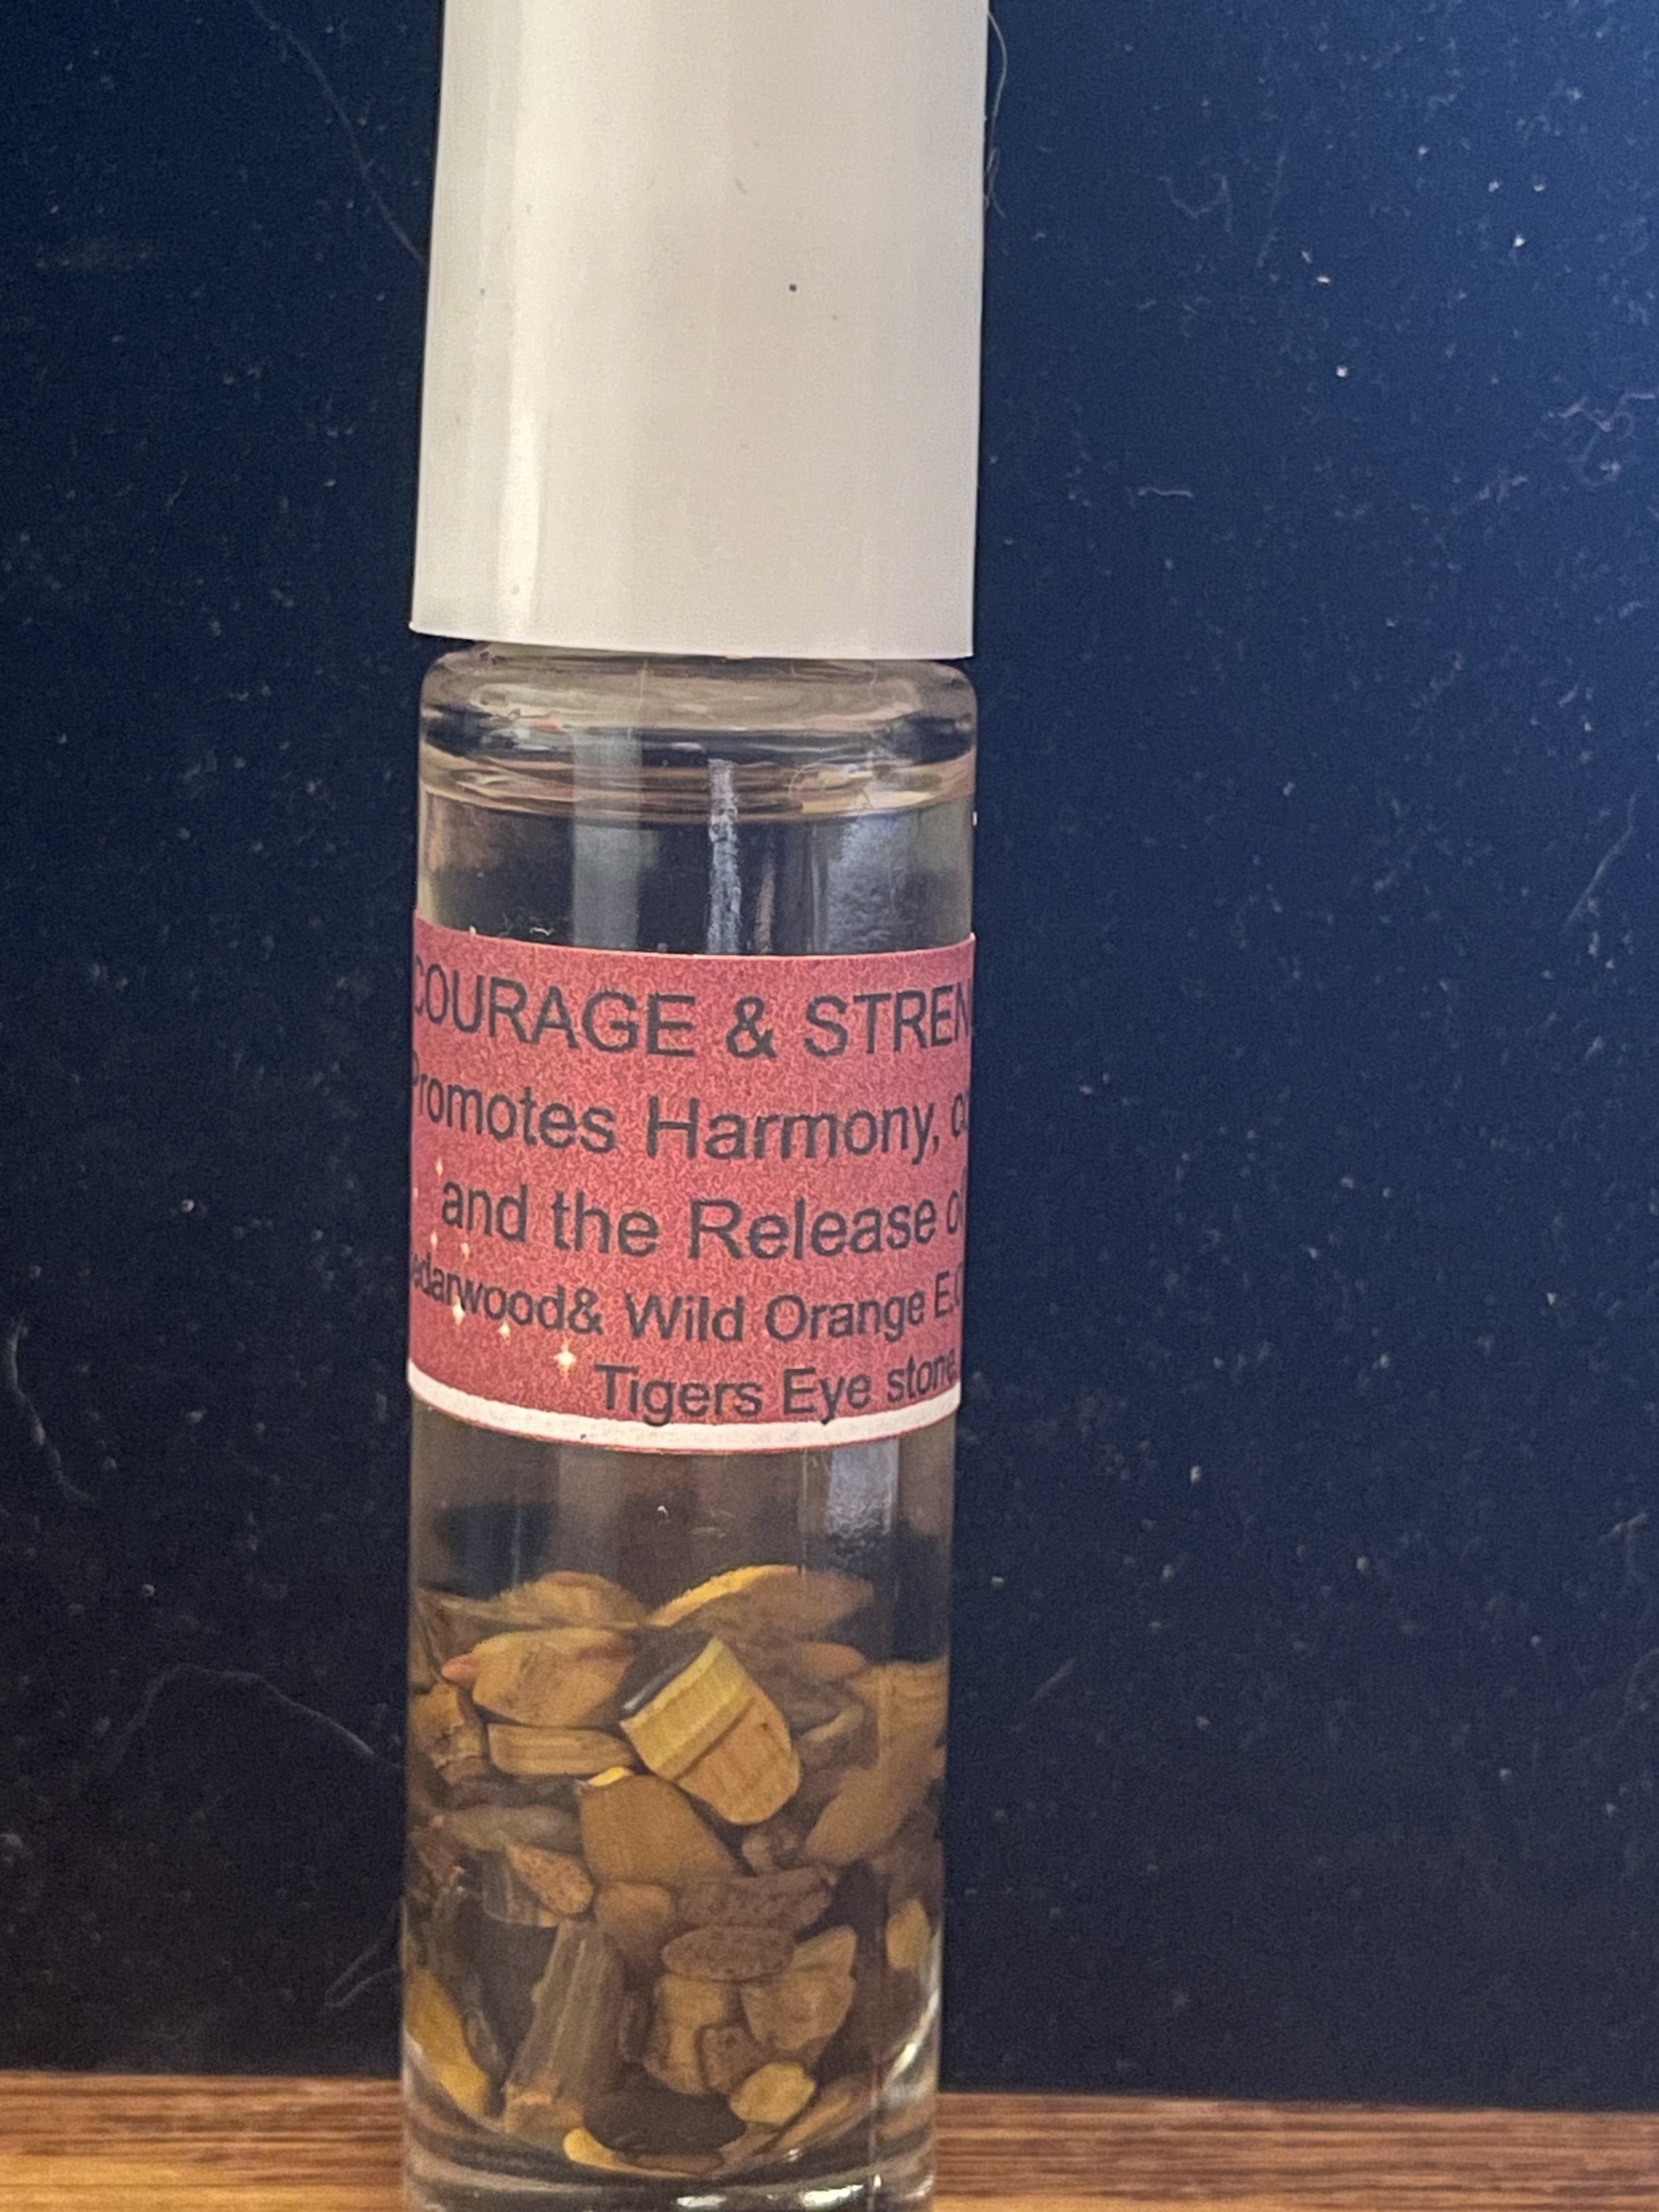 COURAGE & STREN
Promotes Harmony, c
and the Release o
edarwood& Wild Orange E.O
Tigers Eye stone